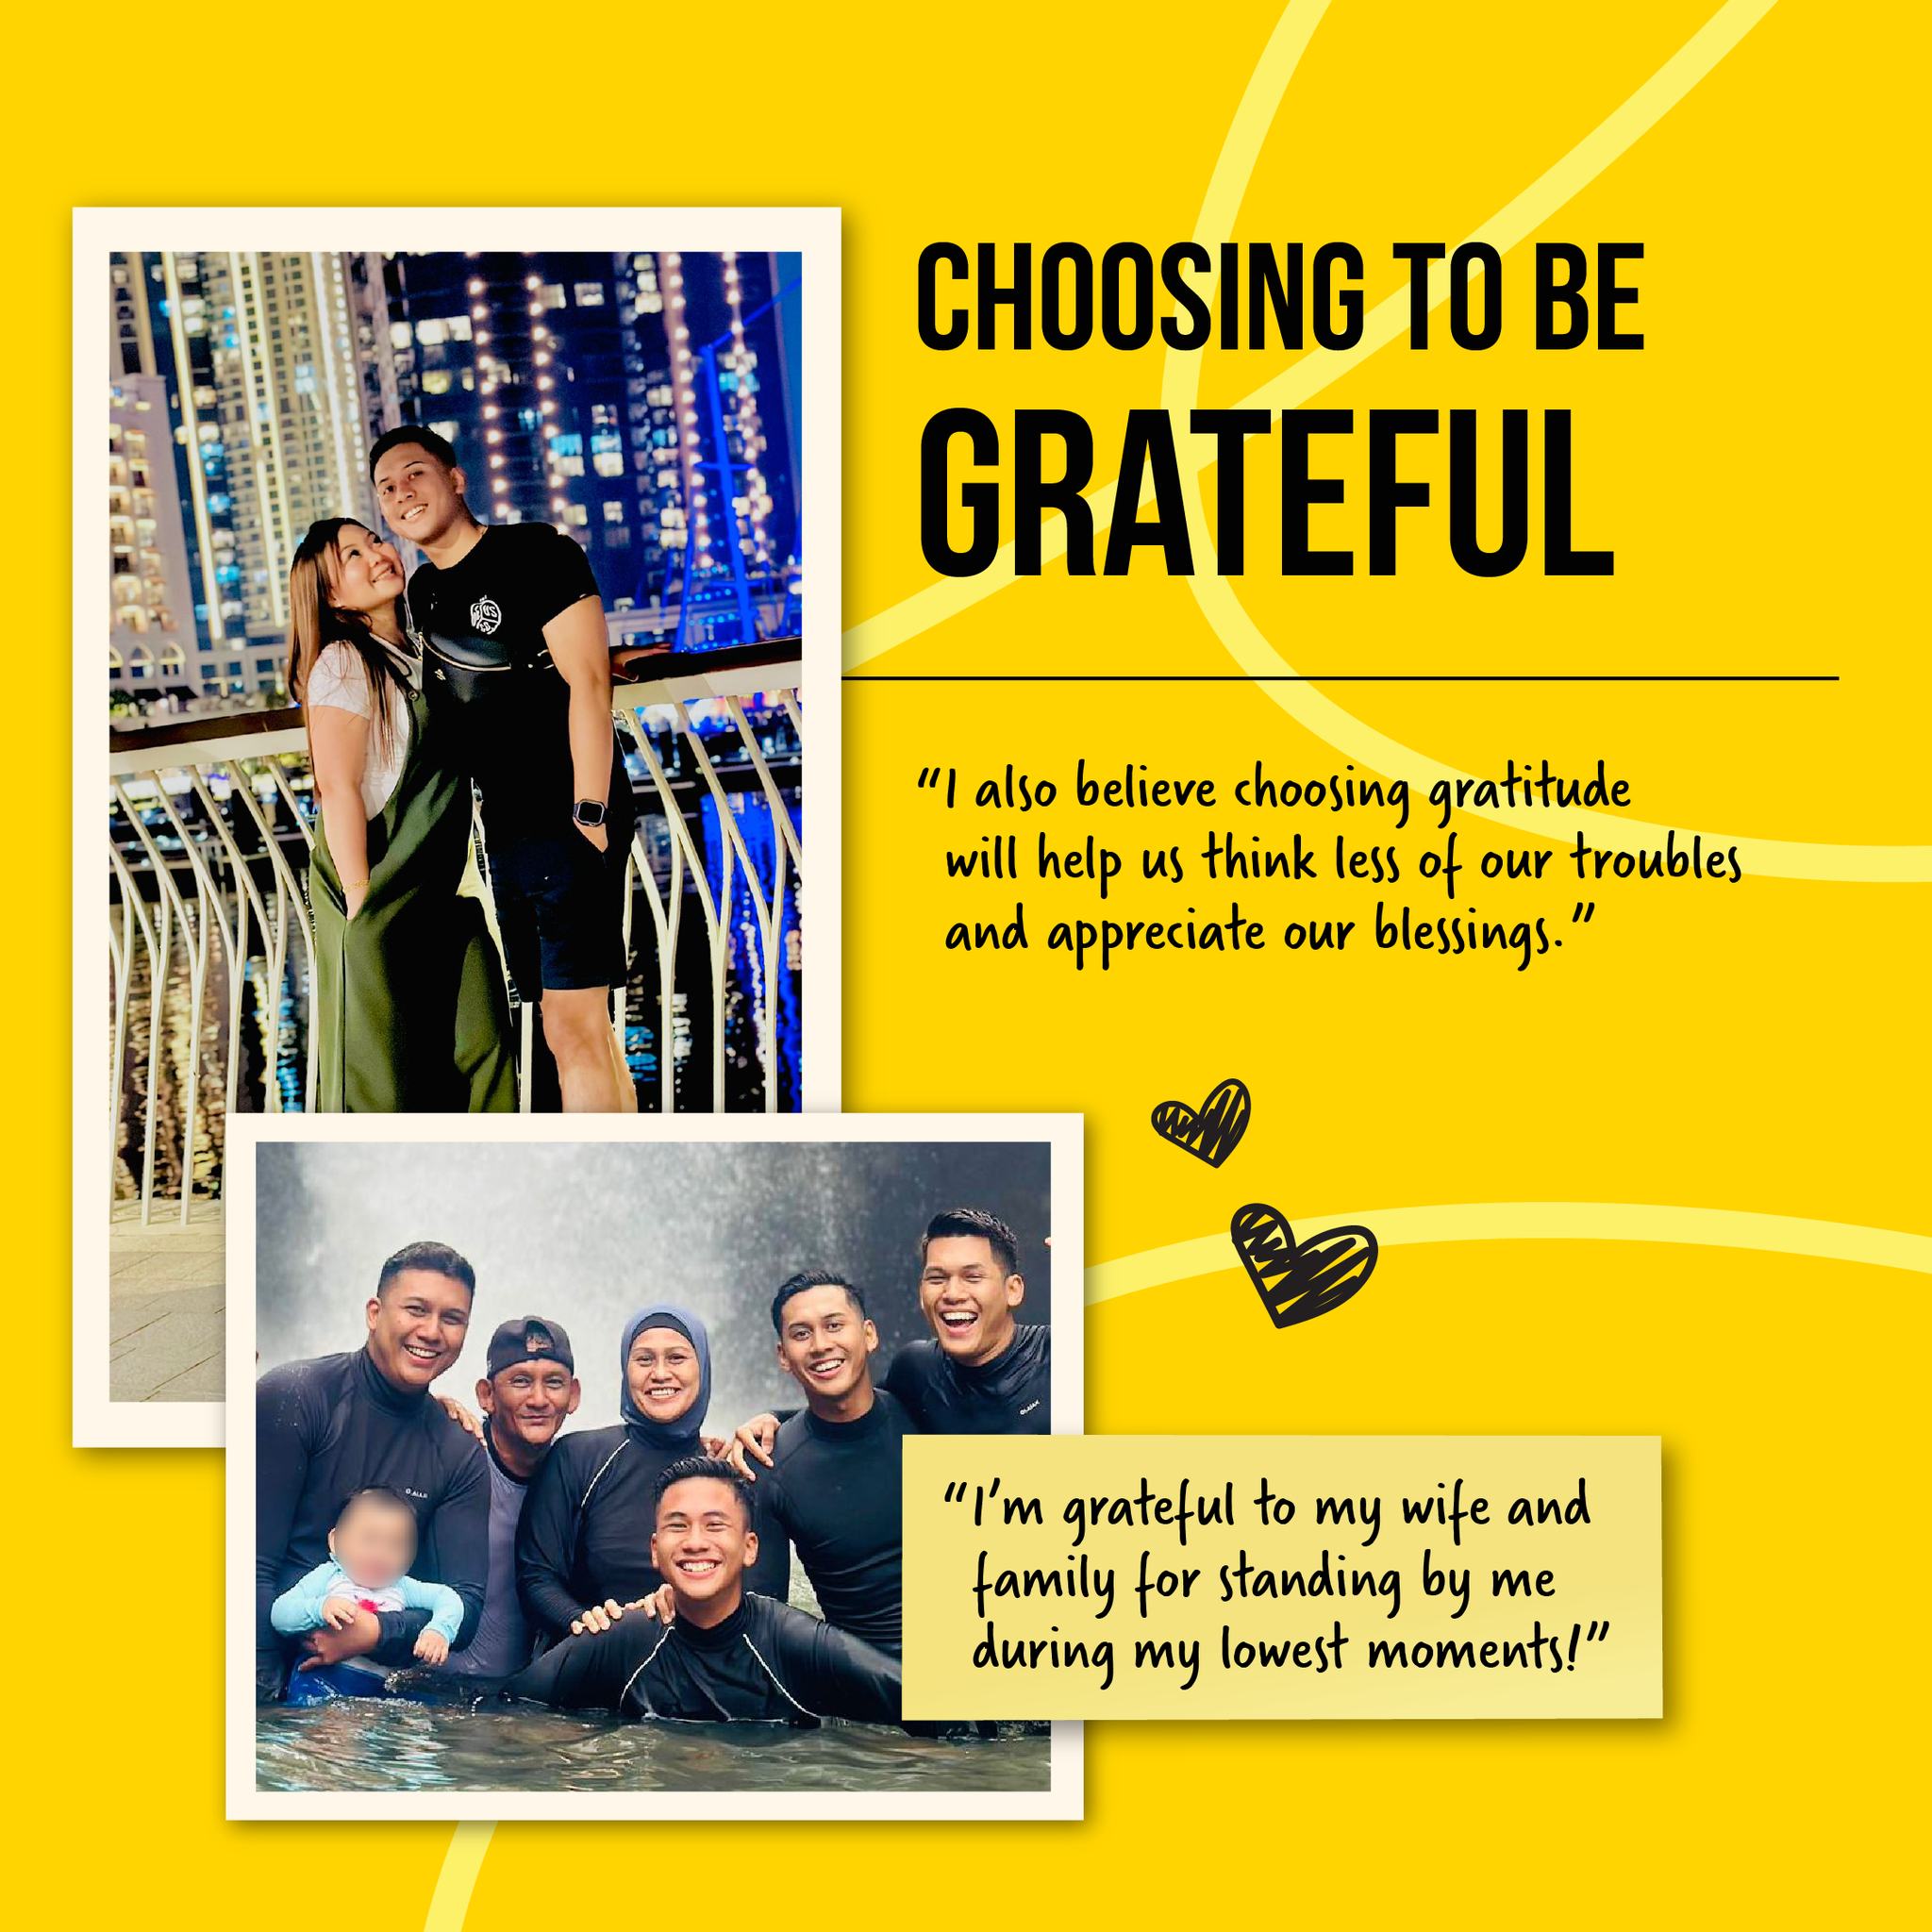 CHOOSING TO BE
GRATEFUL
“I also believe choosing gratitude
will help us think less of our troubles
and appreciate our blessings.”
“I’m grateful to my wife and
family for standing by me
during my lowest moments!”